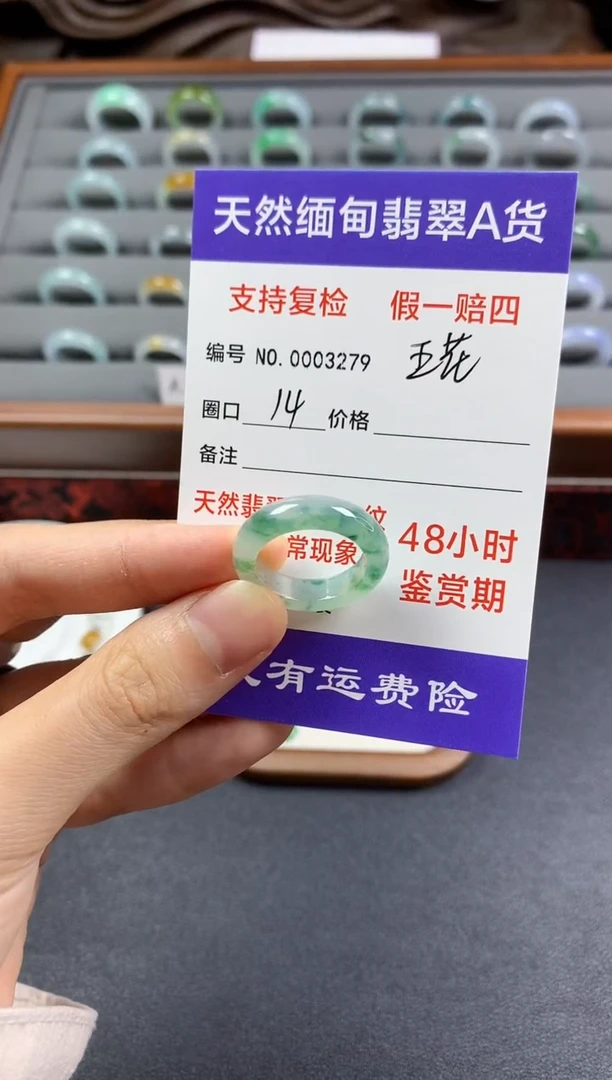 天然缅甸翡翠A货
支持复检 假一赔四
编号 NO.0003279 王花
圈口 14 价格
备注
天然翡 纹
常现象
48小时
鉴赏期
有运费险